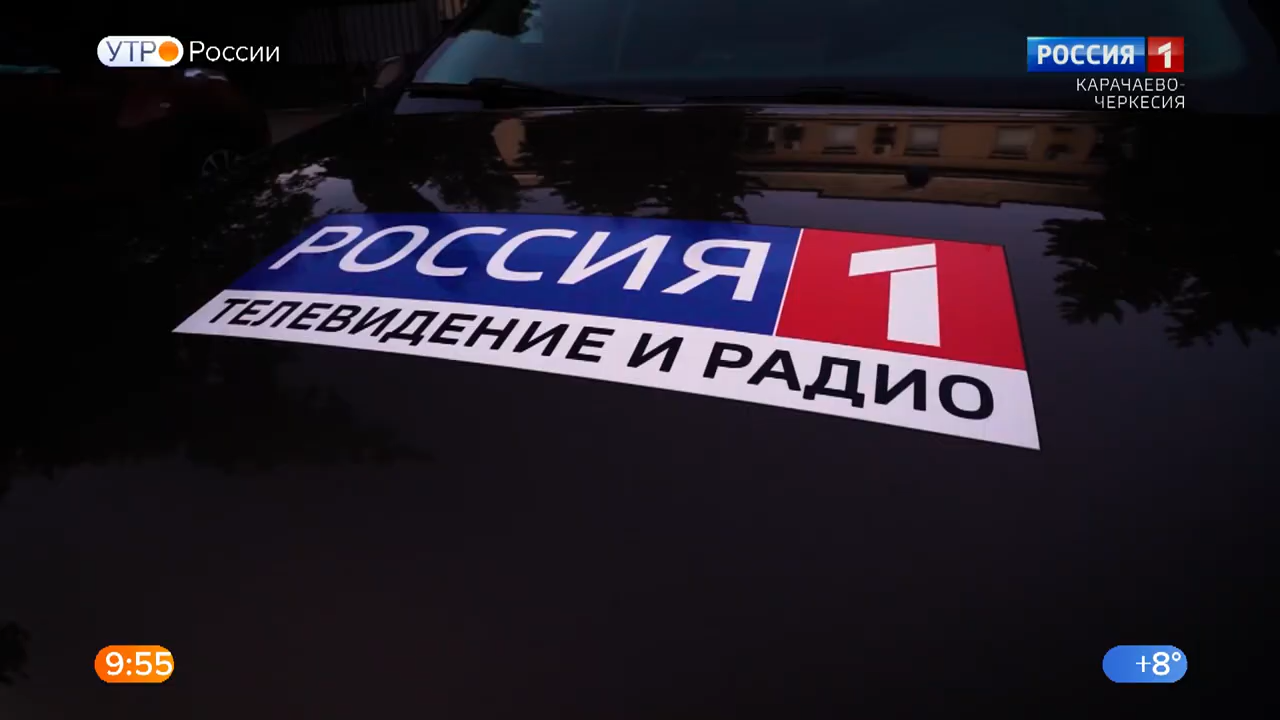 УТРО России
РОССИЯ 1
КАРАЧАЕВО-
ЧЕРКЕСИЯ
РОССИЯ 1
ТЕЛЕВИДЕНИЕ И РАДИО
9:55
+8°